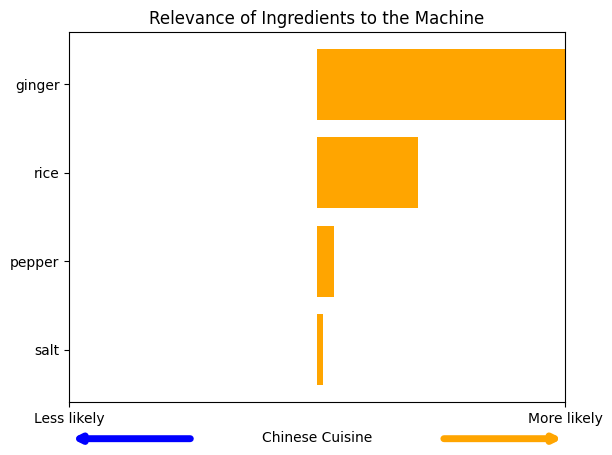 Relevance of Ingredients to the Machine
ginger
rice
pepper
salt
Less likely
More likely
Chinese Cuisine